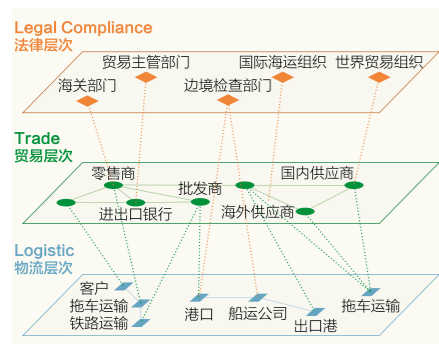 Legal Compliance
法律层次
贸易主管部门
国际海运组织
世界贸易组织
海关部门
边境检查部门
Trade
贸易层次
零售商
国内供应商
批发商
进出口银行
海外供应商
Logistic
物流层次
客户
拖车运输
铁路运输
港口
船运公司
出口港
拖车运输